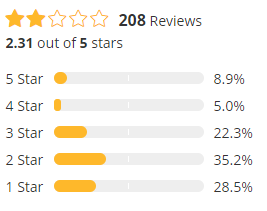 208 Reviews
2.31 out of 5 stars
5 Star 8.9%
4 Star 5.0%
3 Star 22.3%
2 Star 35.2%
1 Star 28.5%